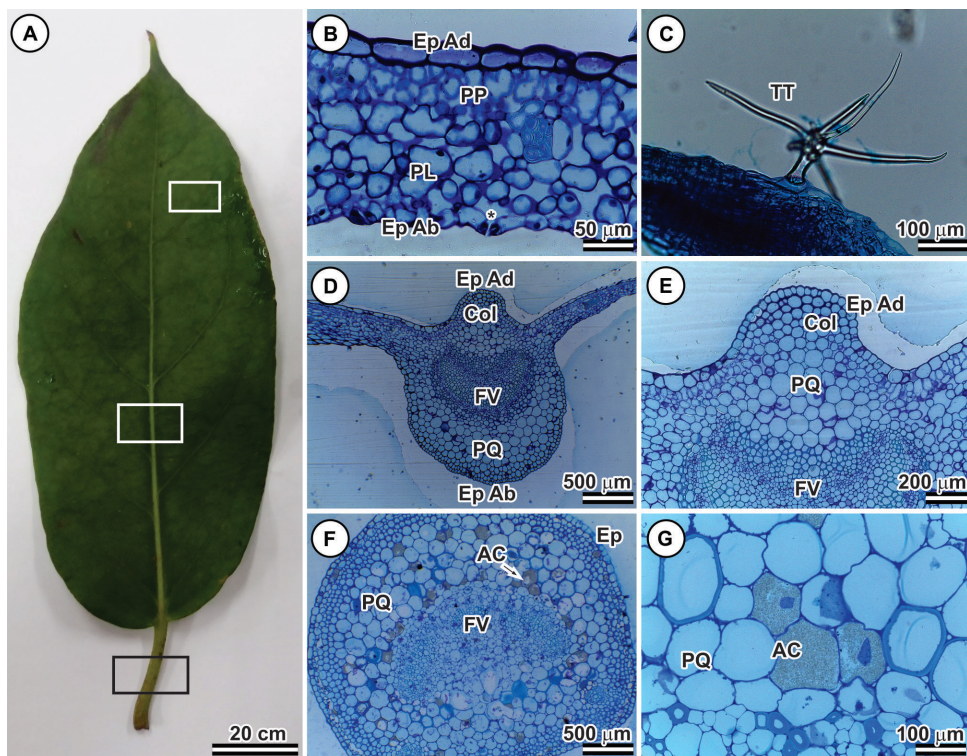 A
20 cm
B
Ep Ad
PP
PL
*
Ep Ab
50 µm
C
TT
100 µm
D
Ep Ad
Col
FV
PQ
Ep Ab
500 µm
E
Ep Ad
Col
PQ
FV
200 µm
F
Ep
AC
PQ
FV
500 µm
G
PQ
AC
100 µm